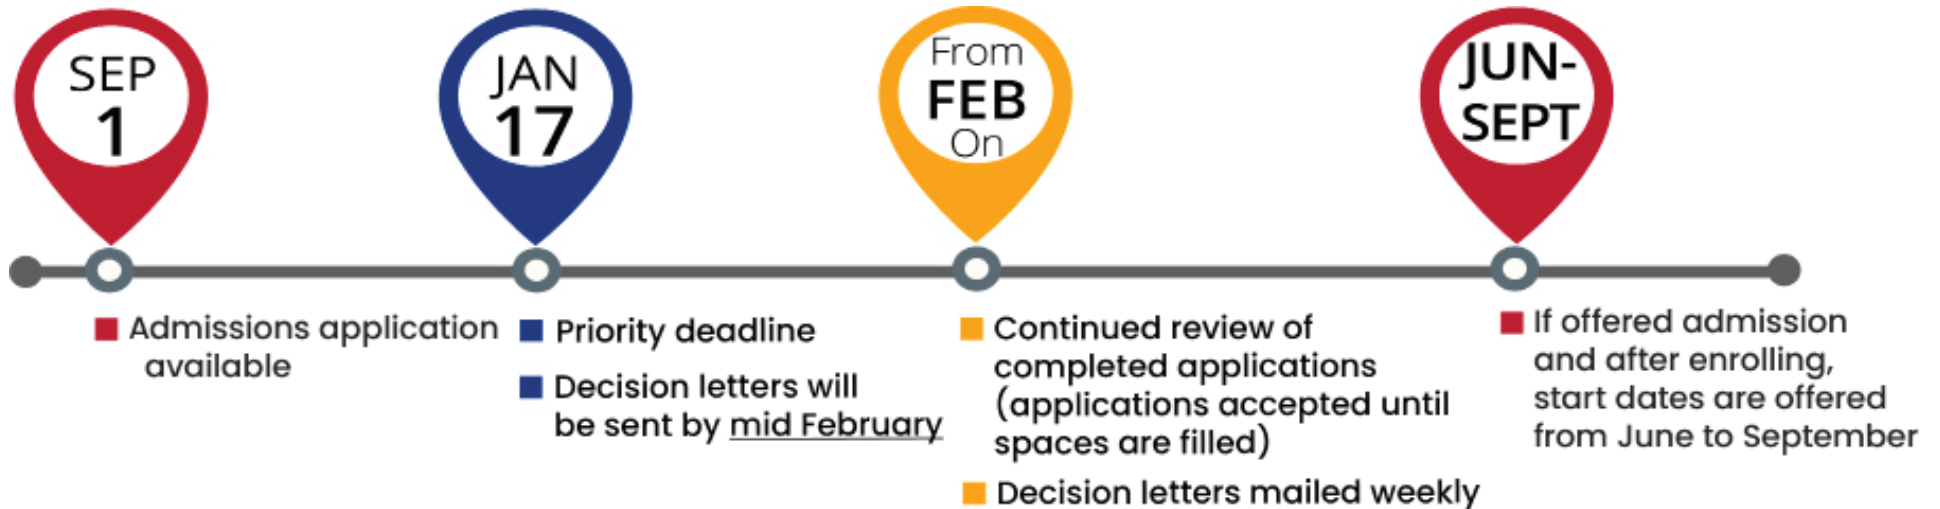 SEP
1
JAN
17
From
FEB
On
JUN-
SEPT
Admissions application
available
Priority deadline
Decision letters will
be sent by mid February
Continued review of
completed applications
(applications accepted until
spaces are filled)
Decision letters mailed weekly
If offered admission
and after enrolling,
start dates are offered
from June to September